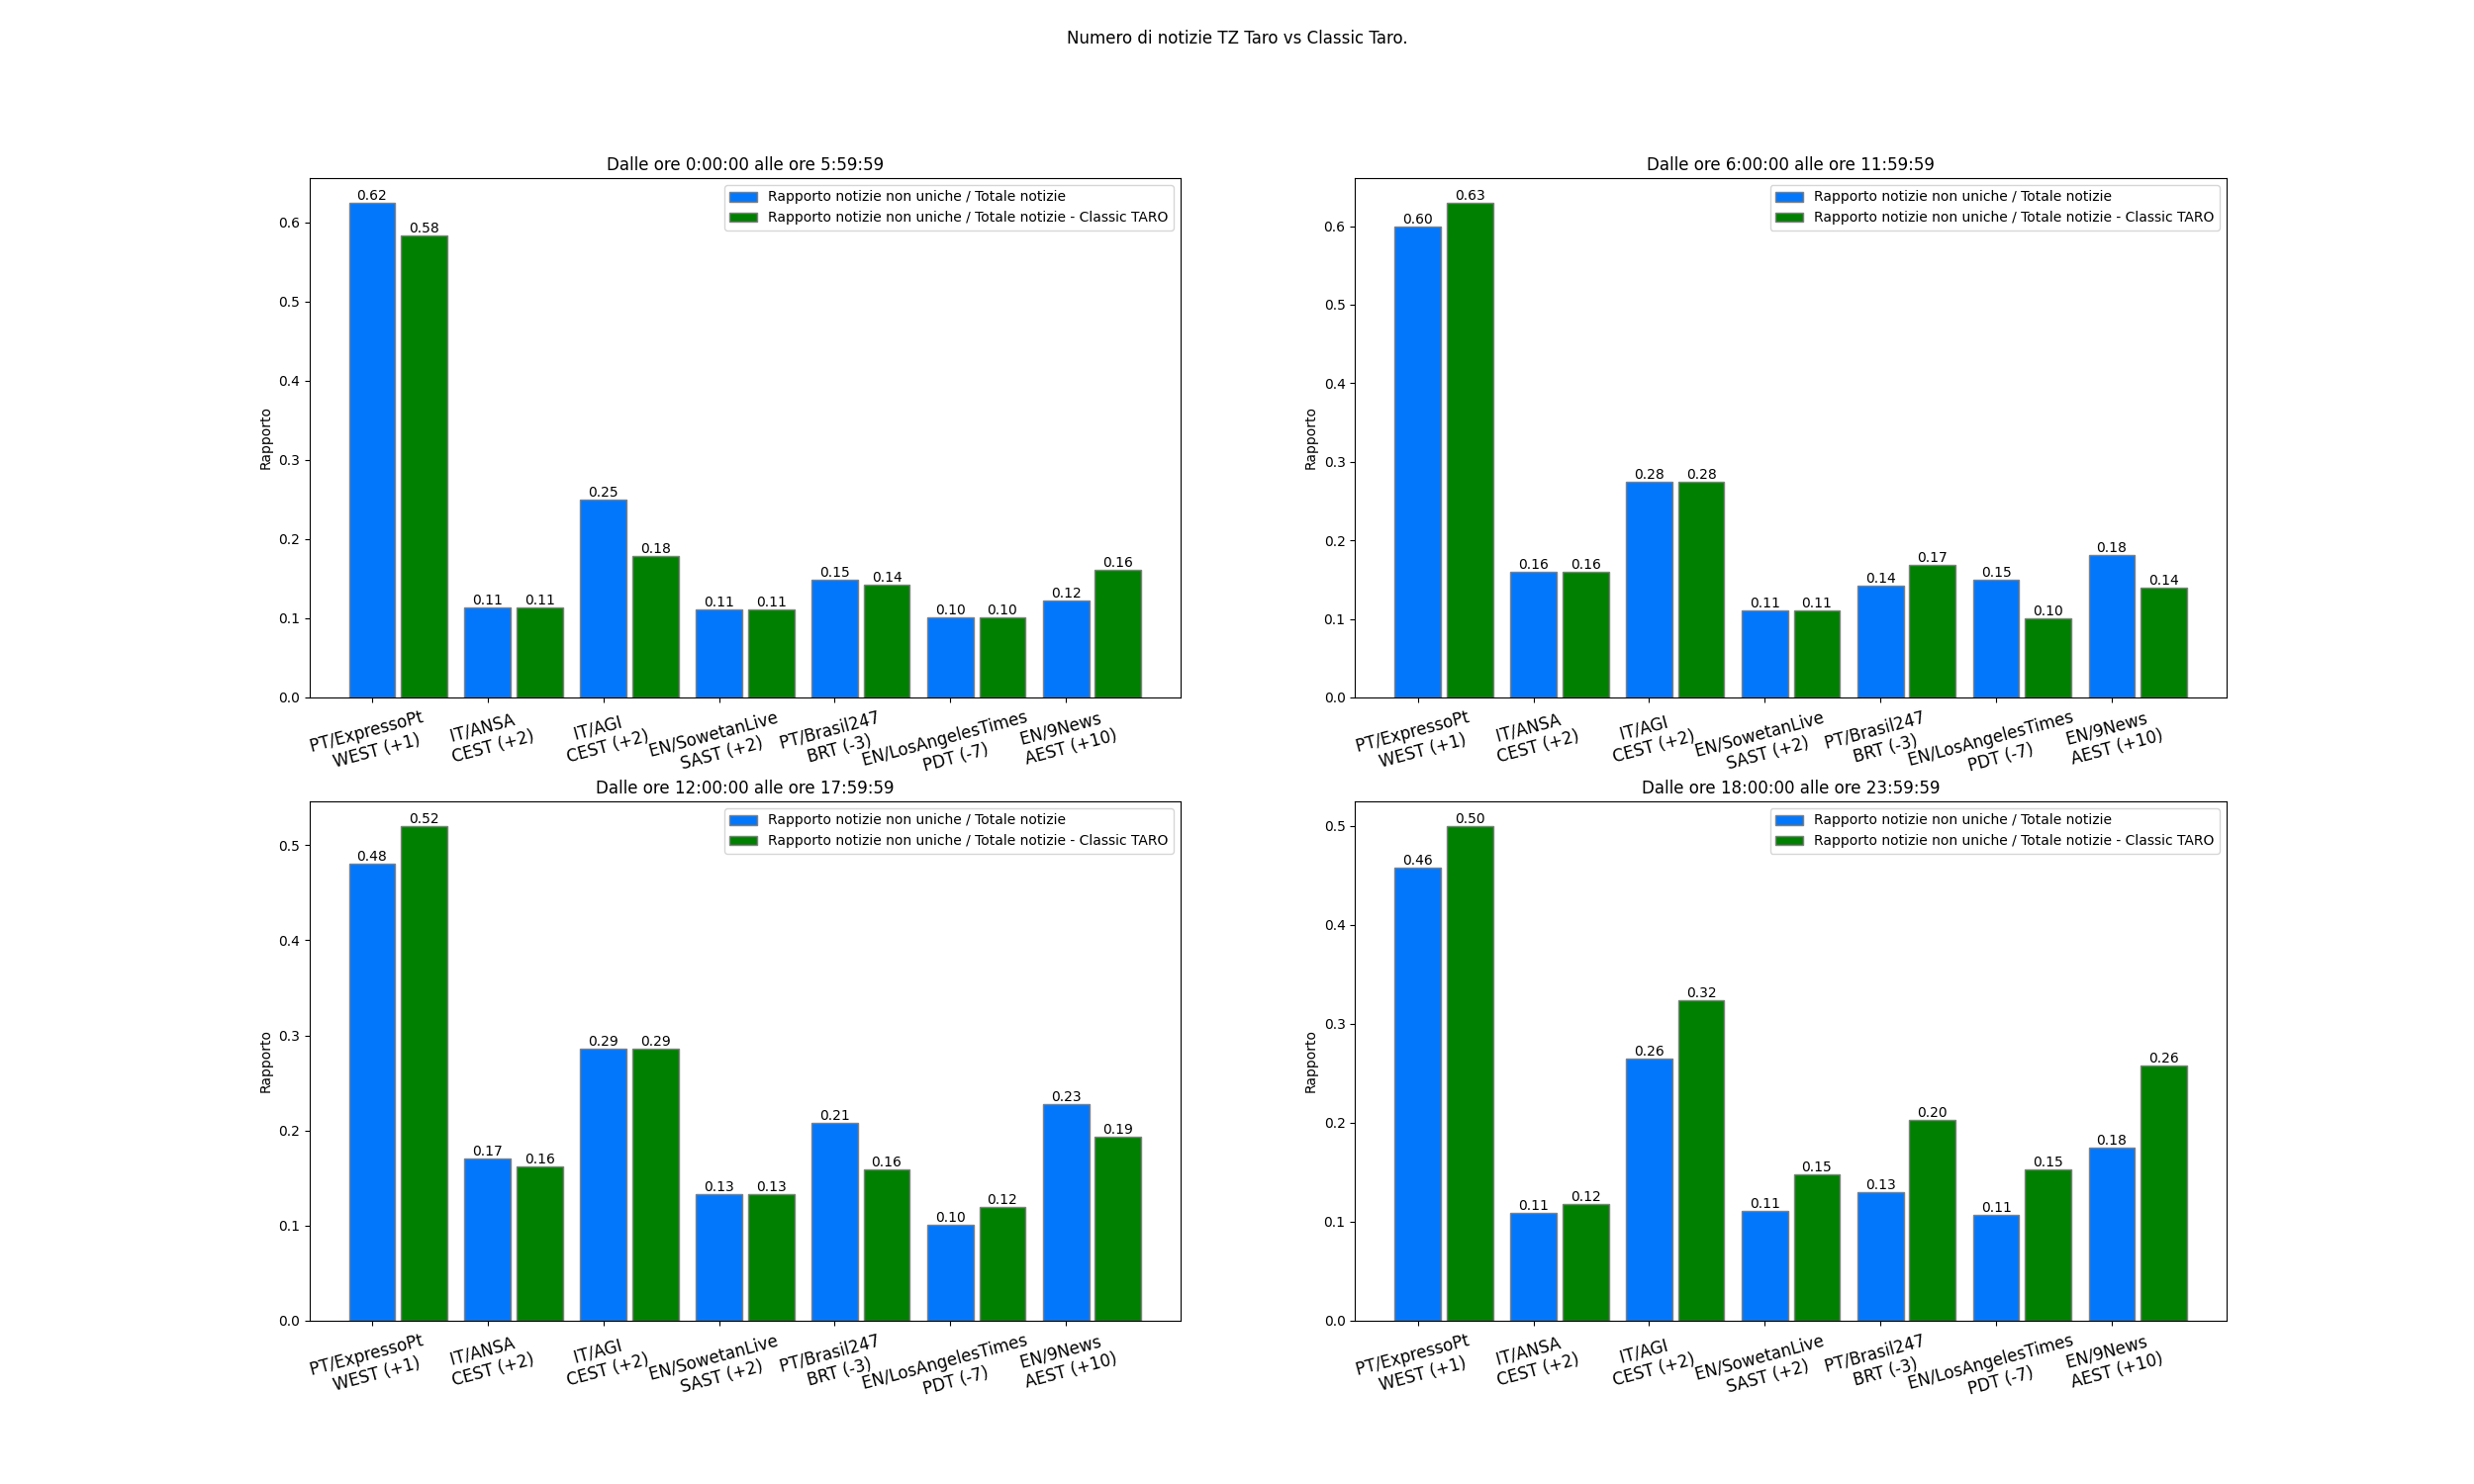 Numero di notizie TZ Taro vs Classic Taro.
Dalle ore 0:00:00 alle ore 5:59:59
Rapporto notizie non uniche / Totale notizie
Rapporto notizie non uniche / Totale notizie - Classic TARO
Rapporto
0.6
0.5
0.4
0.3
0.2
0.1
0.0
0.62
0.58
0.11
0.11
0.25
0.18
0.11
0.11
0.15
0.14
0.10
0.10
0.12
0.16
PT/ExpressoPt
WEST (+1)
IT/ANSA
CEST (+2)
IT/AGI
CEST (+2)
EN/SowetanLive
SAST (+2)
PT/Brasil247
BRT (-3)
EN/LosAngelesTimes
PDT (-7)
EN/9News
AEST (+10)
Dalle ore 6:00:00 alle ore 11:59:59
Rapporto notizie non uniche / Totale notizie
Rapporto notizie non uniche / Totale notizie - Classic TARO
Rapporto
0.6
0.5
0.4
0.3
0.2
0.1
0.0
0.60
0.63
0.16
0.16
0.28
0.28
0.11
0.11
0.14
0.17
0.15
0.10
0.18
0.14
PT/ExpressoPt
WEST (+1)
IT/ANSA
CEST (+2)
IT/AGI
CEST (+2)
EN/SowetanLive
SAST (+2)
PT/Brasil247
BRT (-3)
EN/LosAngelesTimes
PDT (-7)
EN/9News
AEST (+10)
Dalle ore 12:00:00 alle ore 17:59:59
Rapporto notizie non uniche / Totale notizie
Rapporto notizie non uniche / Totale notizie - Classic TARO
Rapporto
0.5
0.4
0.3
0.2
0.1
0.0
0.48
0.52
0.17
0.16
0.29
0.29
0.13
0.13
0.21
0.16
0.10
0.12
0.23
0.19
PT/ExpressoPt
WEST (+1)
IT/ANSA
CEST (+2)
IT/AGI
CEST (+2)
EN/SowetanLive
SAST (+2)
PT/Brasil247
BRT (-3)
EN/LosAngelesTimes
PDT (-7)
EN/9News
AEST (+10)
Dalle ore 18:00:00 alle ore 23:59:59
Rapporto notizie non uniche / Totale notizie
Rapporto notizie non uniche / Totale notizie - Classic TARO
Rapporto
0.5
0.4
0.3
0.2
0.1
0.0
0.46
0.50
0.11
0.12
0.26
0.32
0.11
0.15
0.13
0.20
0.11
0.15
0.18
0.26
PT/ExpressoPt
WEST (+1)
IT/ANSA
CEST (+2)
IT/AGI
CEST (+2)
EN/SowetanLive
SAST (+2)
PT/Brasil247
BRT (-3)
EN/LosAngelesTimes
PDT (-7)
EN/9News
AEST (+10)